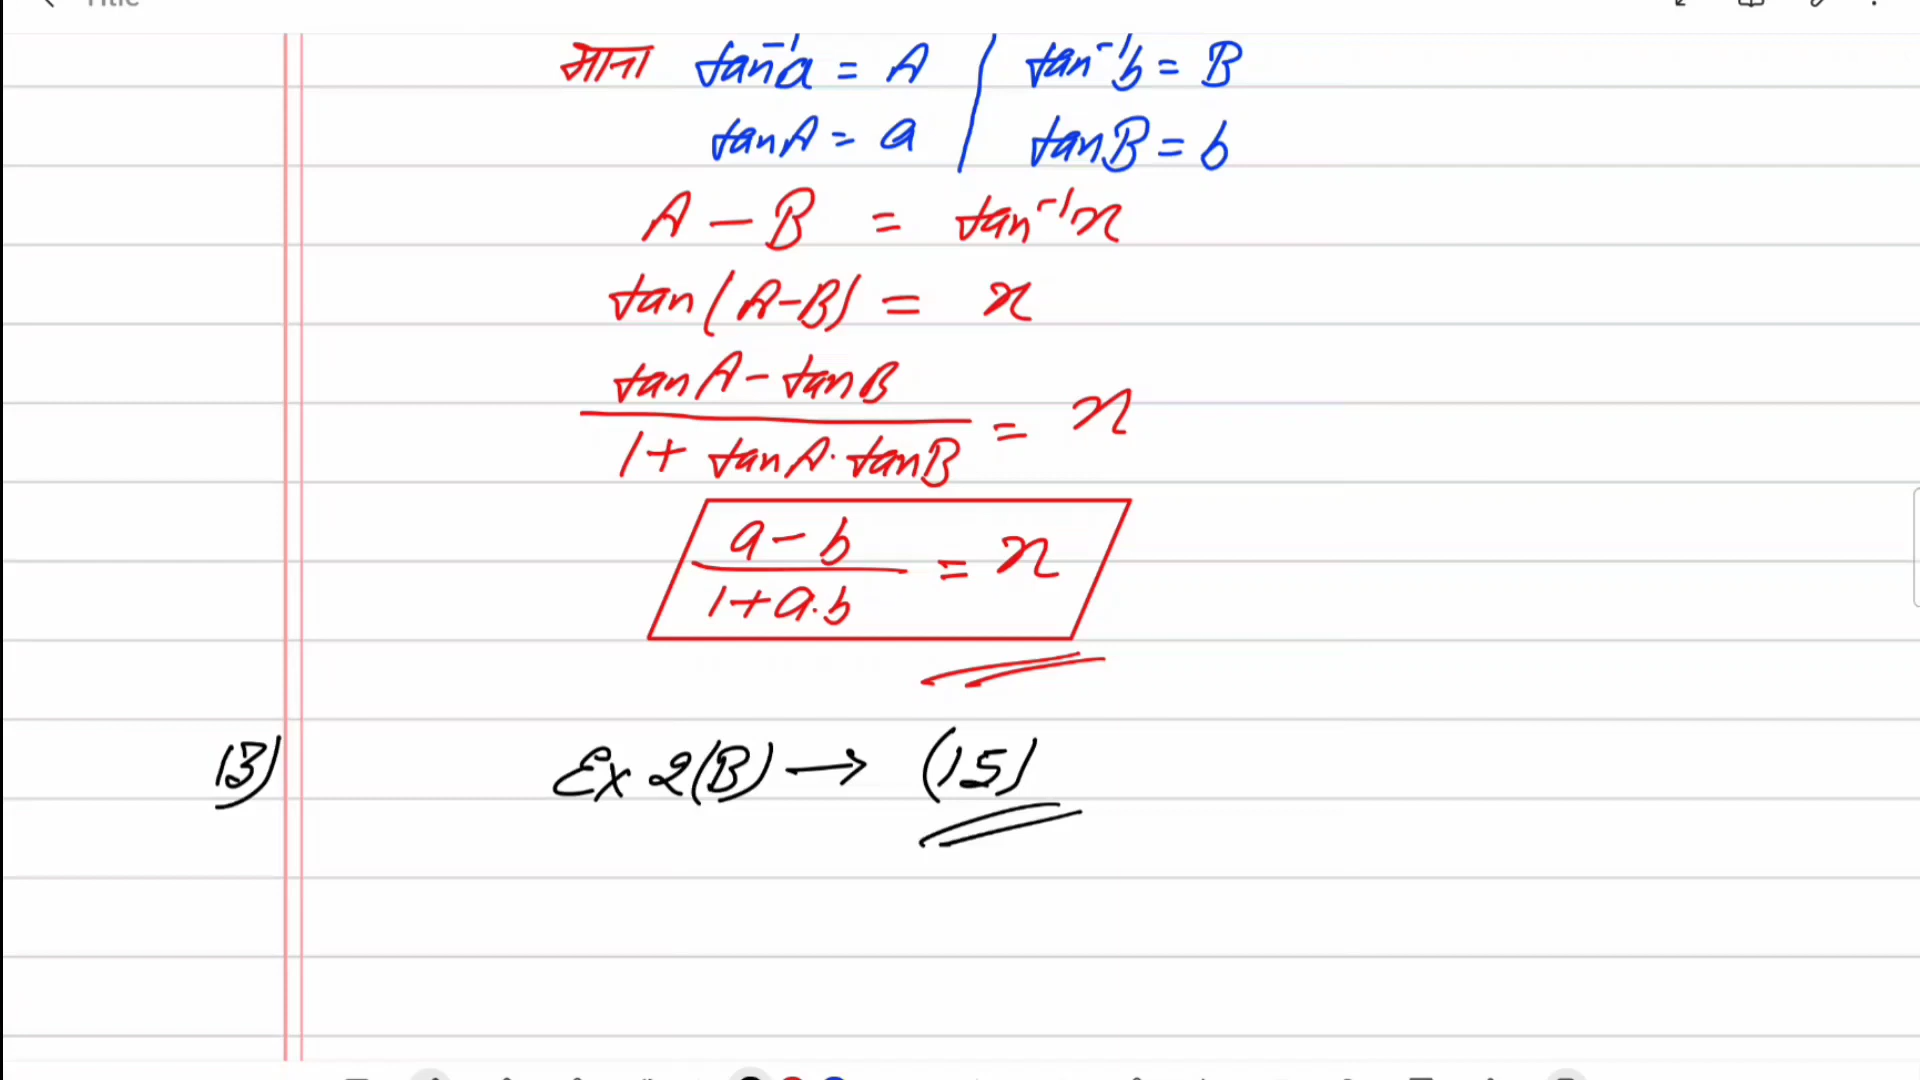 Title
माना tan⁻¹a = A | tan⁻¹b = B
tanA = a | tanB = b
A - B = tan⁻¹x
tan(A-B) = x
tanA - tanB
/ 1 + tanA·tanB = x
a - b
/ 1 + a.b = x
13) Ex 2(B) → (15)